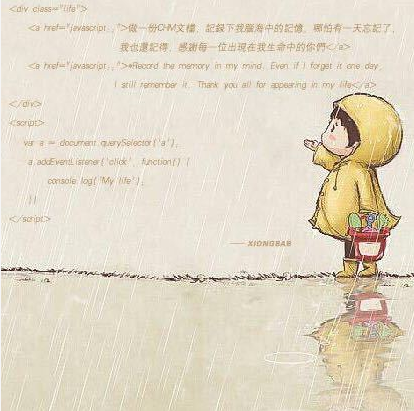 <div class="life">
<a href="javascript:;">做一份CHM文檔，記録下我腦海中的記憶，哪怕有一天忘記了，
我也還記得，感謝每一位出現在我生命中的你們</a>
<a href="javascript:;">*Record the memory in my mind. Even if I forget it one day,
I still remember it. Thank you all for appearing in my life</a>
</div>
<script>
var a = document.querySelector('a');
a.addEventListener('click', function() {
console.log('My life');
})
</script>
—— XIONGBAB